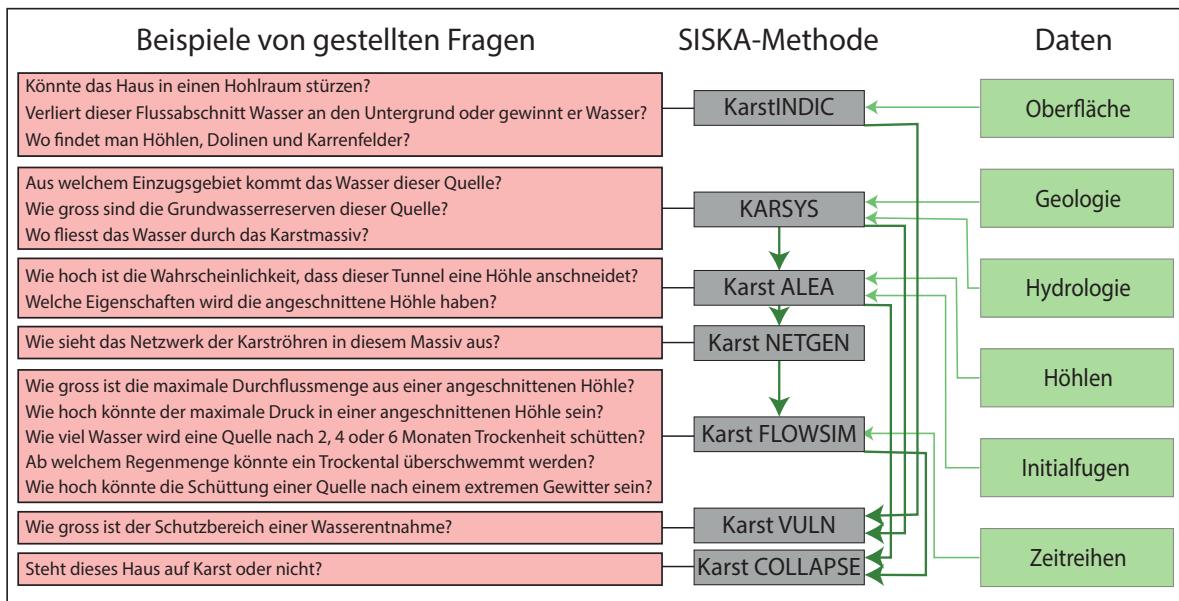 Beispiele von gestellten Fragen
SISKA-Methode
Daten
Könnte das Haus in einen Hohlraum stürzen?
Verliert dieser Flussabschnitt Wasser an den Untergrund oder gewinnt er Wasser?
Wo findet man Höhlen, Dolinen und Karrenfelder?
KarstINDIC
Oberfläche
Aus welchem Einzugsgebiet kommt das Wasser dieser Quelle?
Wie gross sind die Grundwasserreserven dieser Quelle?
Wo fliesst das Wasser durch das Karstmassiv?
KARSYS
Geologie
Wie hoch ist die Wahrscheinlichkeit, dass dieser Tunnel eine Höhle anschneidet?
Welche Eigenschaften wird die angeschnittene Höhle haben?
Karst ALEA
Hydrologie
Wie sieht das Netzwerk der Karströhren in diesem Massiv aus?
Karst NETGEN
Höhlen
Wie gross ist die maximale Durchflussmenge aus einer angeschnittenen Höhle?
Wie hoch könnte der maximale Druck in einer angeschnittenen Höhle sein?
Wie viel Wasser wird eine Quelle nach 2, 4 oder 6 Monaten Trockenheit schütten?
Ab welchem Regenmenge könnte ein Trockental überschwemmt werden?
Wie hoch könnte die Schüttung einer Quelle nach einem extremen Gewitter sein?
Karst FLOWSIM
Initialfugen
Wie gross ist der Schutzbereich einer Wasserentnahme?
Karst VULN
Zeitreihen
Steht dieses Haus auf Karst oder nicht?
Karst COLLAPSE